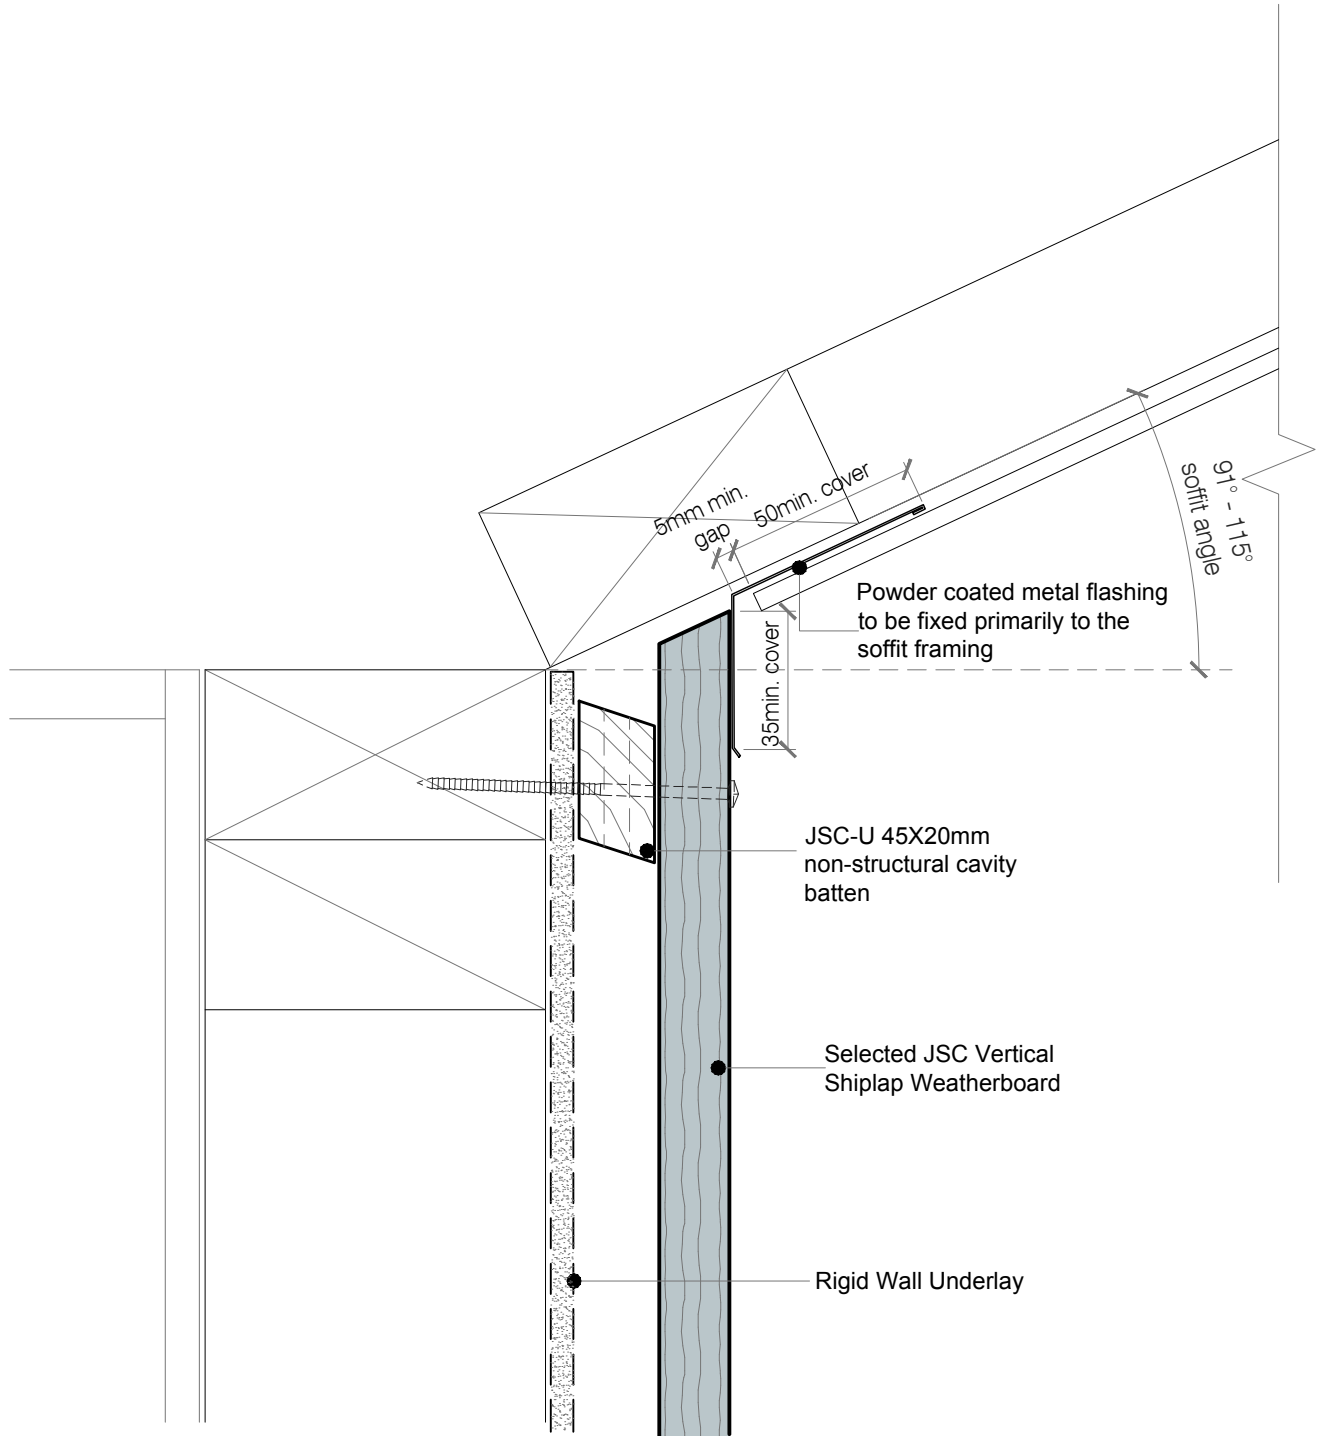 5mm min.
gap
50min. cover
91° - 115°
soffit angle
Powder coated metal flashing
to be fixed primarily to the
soffit framing
35min. cover
JSC-U 45X20mm
non-structural cavity
batten
Selected JSC Vertical
Shiplap Weatherboard
Rigid Wall Underlay